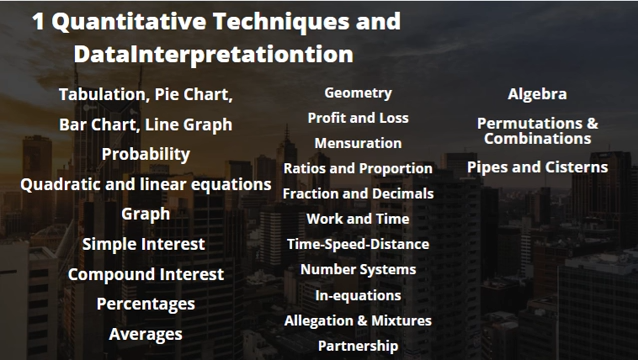 1 Quantitative Techniques and
DataInterpretationtion
Tabulation, Pie Chart,
Bar Chart, Line Graph
Probability
Quadratic and linear equations
Graph
Simple Interest
Compound Interest
Percentages
Averages
Geometry
Profit and Loss
Mensuration
Ratios and Proportion
Fraction and Decimals
Work and Time
Time-Speed-Distance
Number Systems
In-equations
Allegation & Mixtures
Partnership
Algebra
Permutations &
Combinations
Pipes and Cisterns